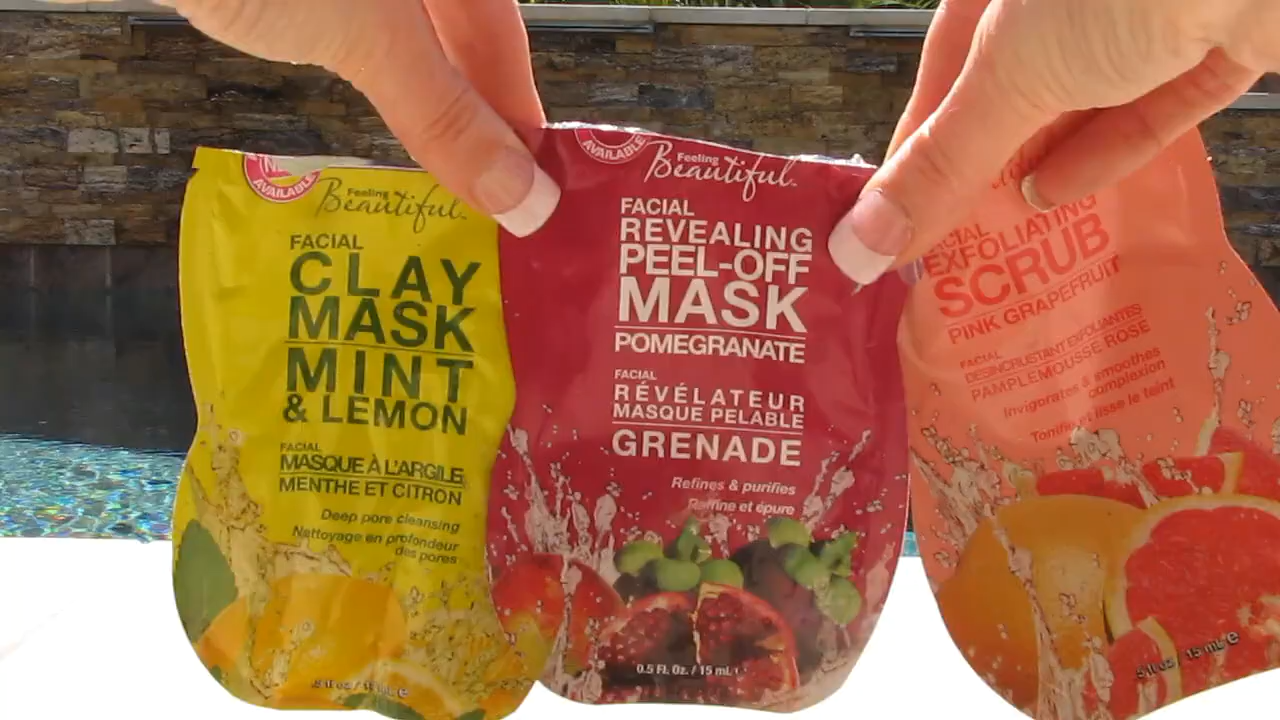 AVAILABLE
Feeling
Beautiful
FACIAL
CLAY
MASK
MINT
& LEMON
FACIAL
MASQUE À L'ARGILE
MENTHE ET CITRON
Deep pore cleansing
Nettoyage en profondeur
des pores
AVAILABLE
Feeling
Beautiful
FACIAL
REVEALING
PEEL-OFF
MASK
POMEGRANATE
FACIAL
RÉVÉLATEUR
MASQUE PELABLE
GRENADE
Refines & purifies
Raffine et épure
0.5 Fl. Oz. / 15 mL
EXFOLIATING
SCRUB
PINK GRAPEFRUIT
FACIAL
DESINCRUSTANT EXFOLIANTES
PAMPLEMOUSSE ROSE
Invigorates & smoothes
complexion
Tonifie et lisse le teint
15 mL e